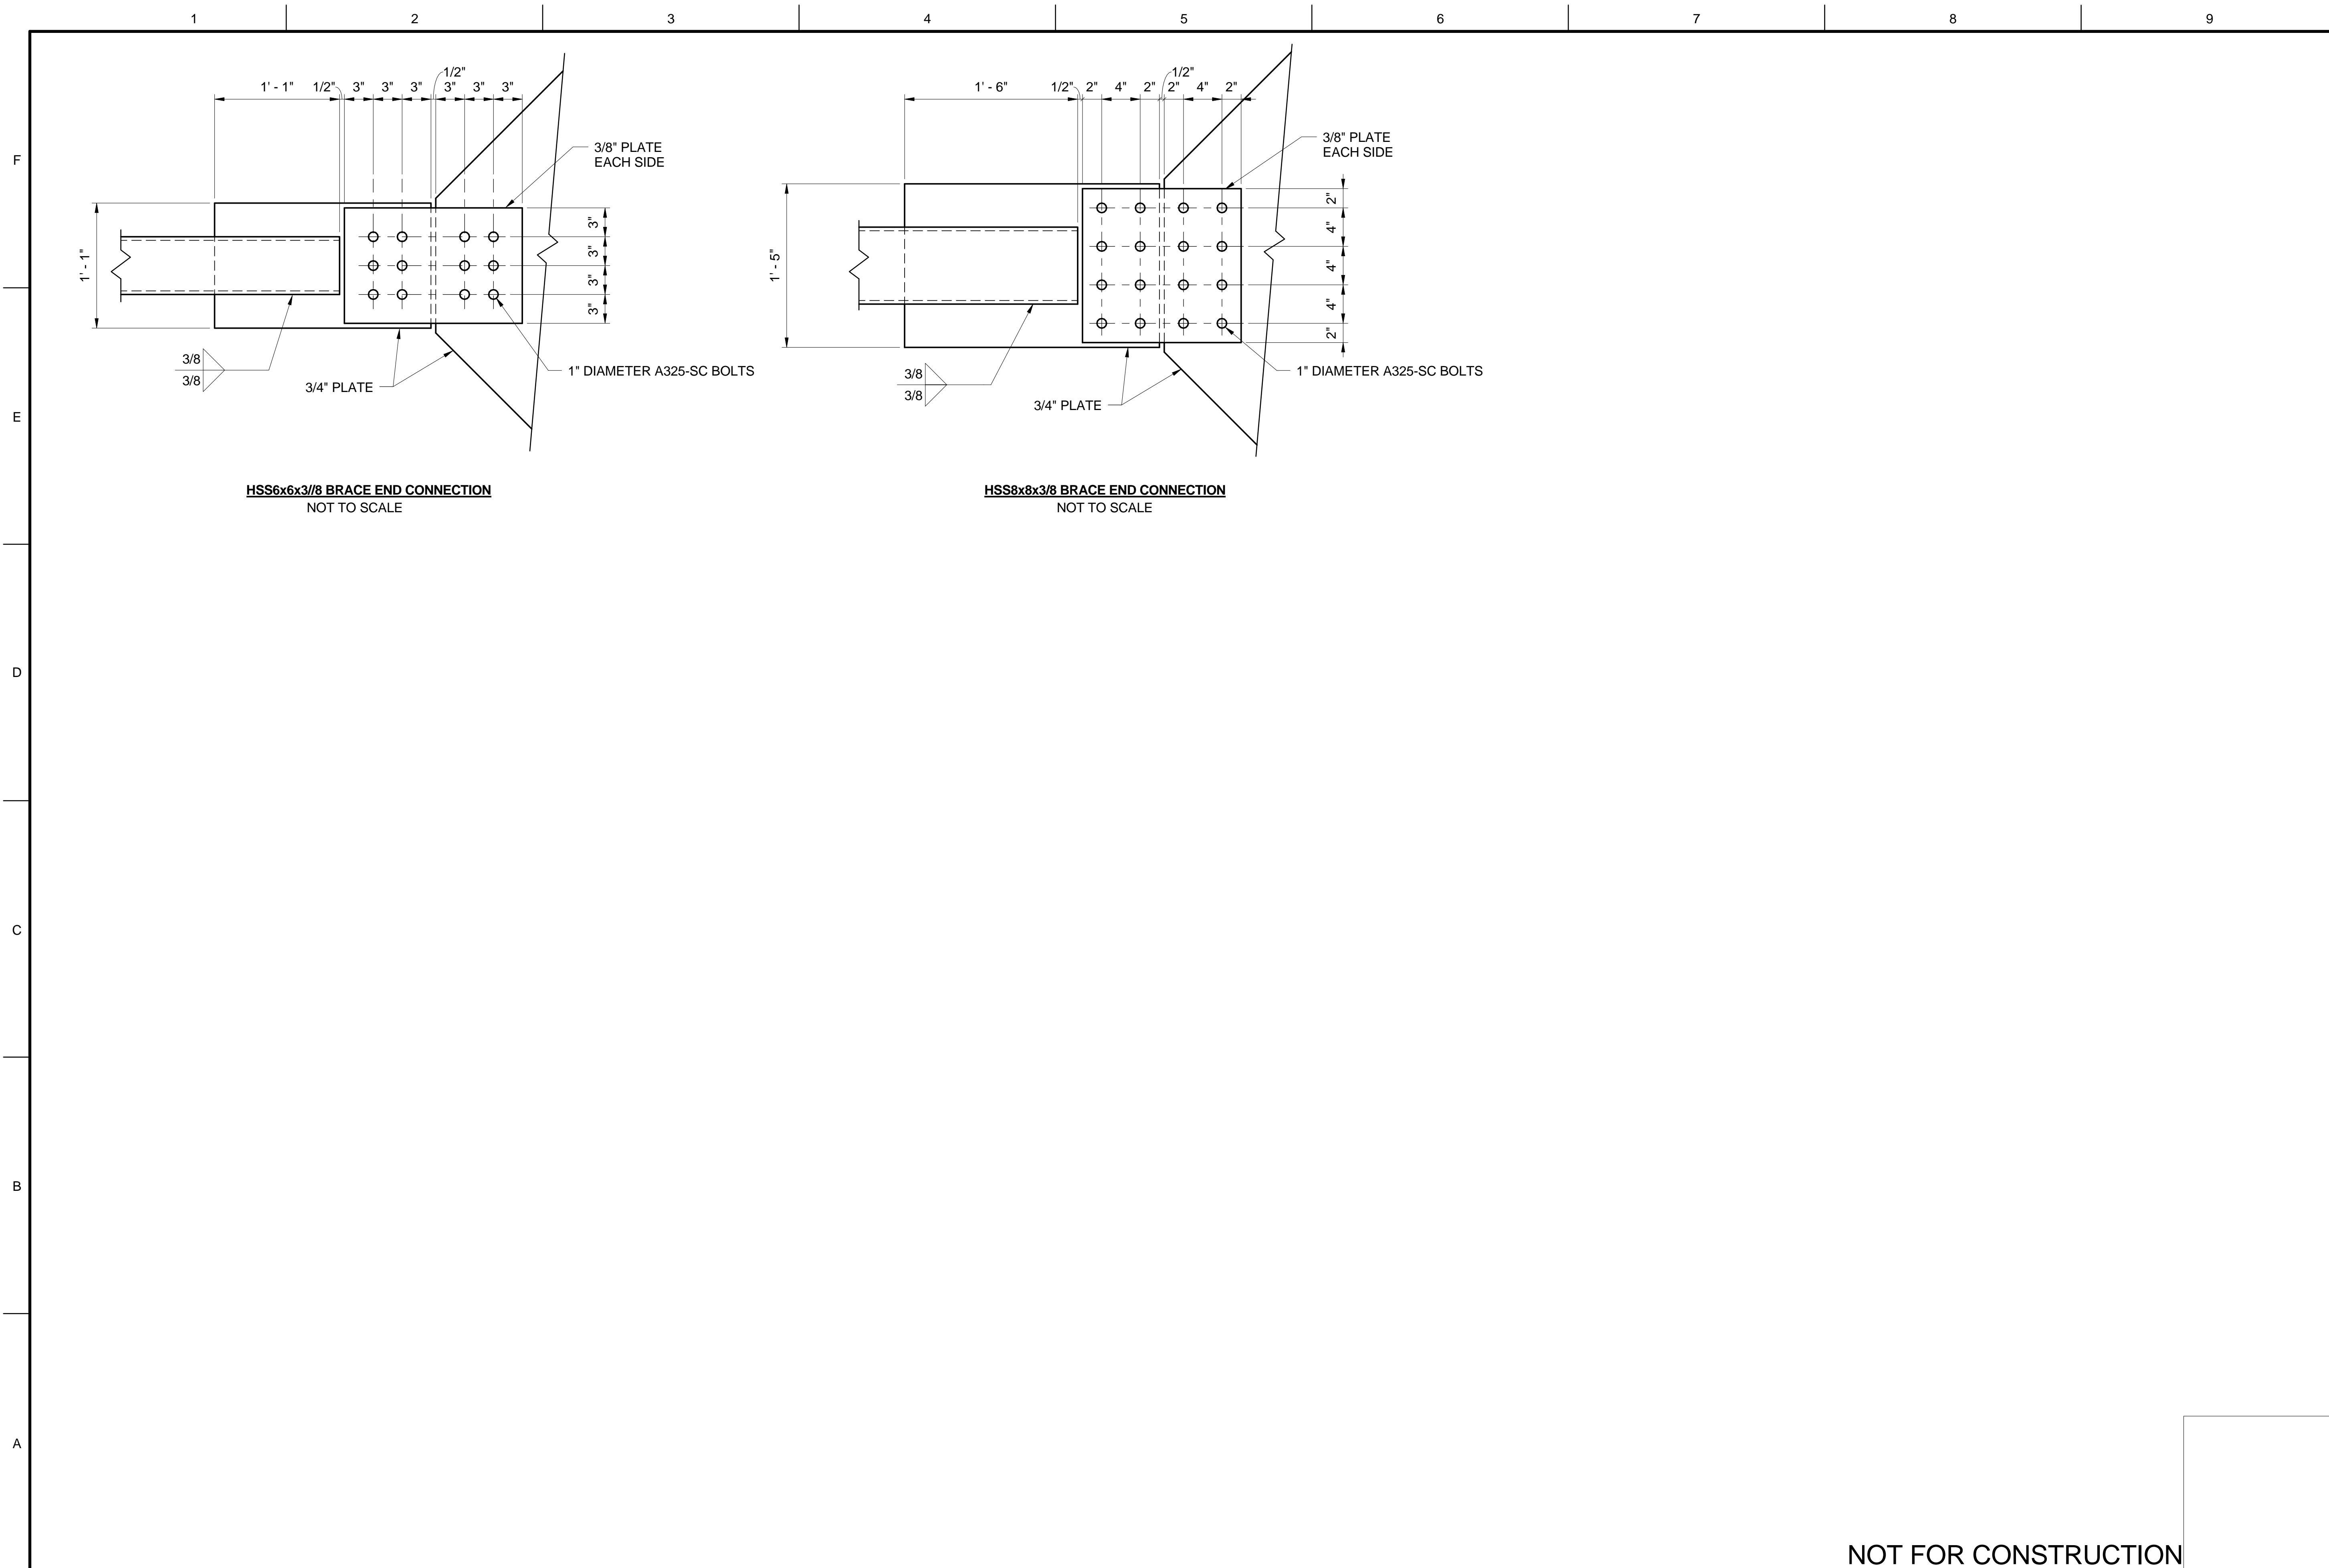 1 2 3 4 5 6 7 8 9
F
E
D
C
B
A
1/2"
1' - 1" 1/2" 3" 3" 3" 3" 3" 3"
3/8" PLATE
EACH SIDE
3"
3"
3"
3"
1' - 1"
3/8
3/8
3/4" PLATE
1" DIAMETER A325-SC BOLTS
HSS6x6x3//8 BRACE END CONNECTION
NOT TO SCALE
1/2"
1' - 6" 1/2" 2" 4" 2" 2" 4" 2"
3/8" PLATE
EACH SIDE
2"
4"
4"
4"
2"
1' - 5"
3/8
3/8
3/4" PLATE
1" DIAMETER A325-SC BOLTS
HSS8x8x3/8 BRACE END CONNECTION
NOT TO SCALE
NOT FOR CONSTRUCTION